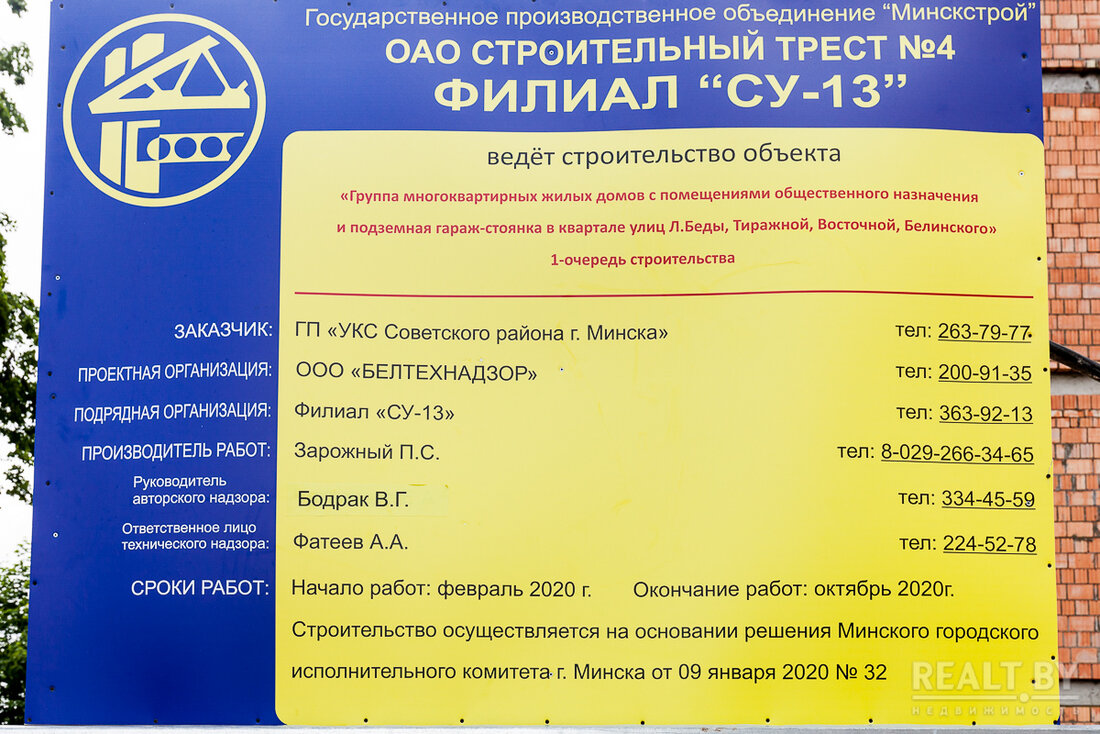 Государственное производственное объединение “Минскстрой”
ОАО СТРОИТЕЛЬНЫЙ ТРЕСТ №4
ФИЛИАЛ “СУ-13”
ведёт строительство объекта
«Группа многоквартирных жилых домов с помещениями общественного назначения
и подземная гараж-стоянка в квартале улиц Л.Беды, Тиражной, Восточной, Белинского»
1-очередь строительства
ЗАКАЗЧИК: ГП «УКС Советского района г. Минска» тел: 263-79-77
ПРОЕКТНАЯ ОРГАНИЗАЦИЯ: ООО «БЕЛТЕХНАДЗОР» тел: 200-91-35
ПОДРЯДНАЯ ОРГАНИЗАЦИЯ: Филиал «СУ-13» тел: 363-92-13
ПРОИЗВОДИТЕЛЬ РАБОТ: Зарожный П.С. тел: 8-029-266-34-65
Руководитель
авторского надзора: Бодрак В.Г. тел: 334-45-59
Ответственное лицо
технического надзора: Фатеев А.А. тел: 224-52-78
СРОКИ РАБОТ: Начало работ: февраль 2020 г. Окончание работ: октябрь 2020г.
Строительство осуществляется на основании решения Минского городского
исполнительного комитета г. Минска от 09 января 2020 № 32
REALT.BY
НЕДВИЖИМОСТЬ